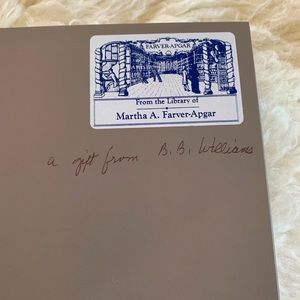 FARVER-APGAR
From the Library of
Martha A. Farver-Apgar
a gift from B.B. Williams